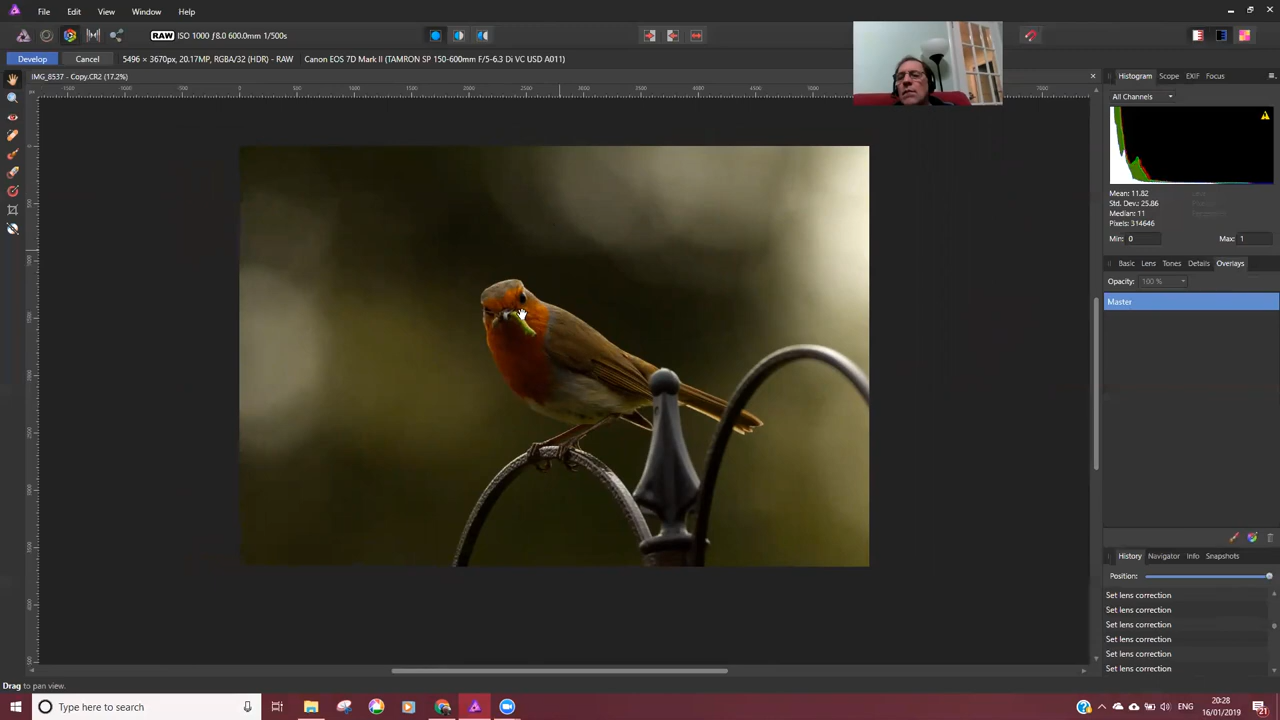 File Edit View Window Help
RAW ISO 1000 ƒ8.0 600.0mm 1/500s
Develop Cancel 5496 × 3670px, 20.17MP, RGBA/32 (HDR) - RAW Canon EOS 7D Mark II (TAMRON SP 150-600mm F/5-6.3 Di VC USD A011)
IMG_8537 - Copy.CR2 (17.2%)
Histogram Scope EXIF Focus
All Channels
Mean: 11.82
Std. Dev.: 25.86
Median: 11
Pixels: 314646
Min: 0 Max: 1
Basic Lens Tones Details Overlays
Opacity: 100 %
Master
History Navigator Info Snapshots
Position:
Set lens correction
Set lens correction
Set lens correction
Set lens correction
Set lens correction
Set lens correction
Drag to pan view.
Type here to search
20:28
16/01/2019
21